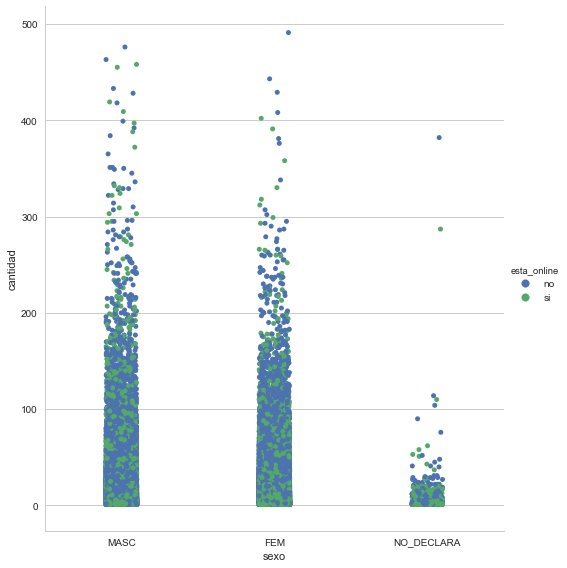 500
400
300
200
100
0
cantidad
MASC
FEM
NO_DECLARA
sexo
esta_online
no
si